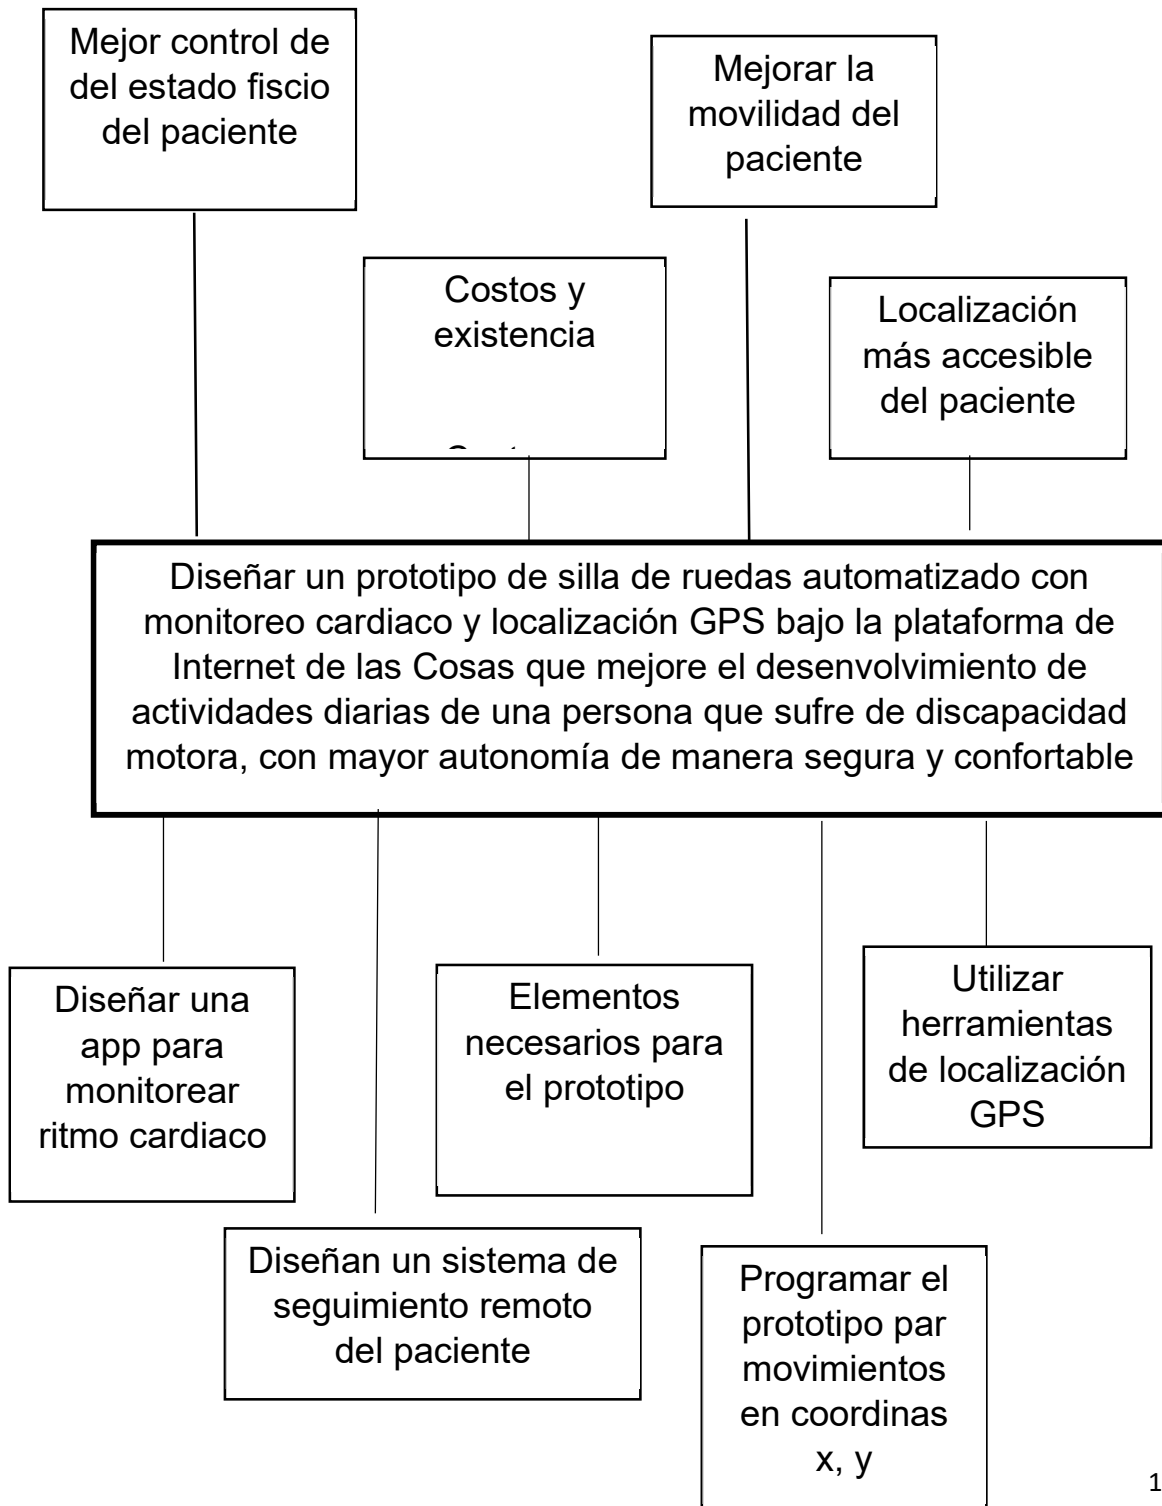 Mejor control de
del estado fiscio
del paciente
Mejorar la
movilidad del
paciente
Costos y
existencia
Localización
más accesible
del paciente
Diseñar un prototipo de silla de ruedas automatizado con
monitoreo cardiaco y localización GPS bajo la plataforma de
Internet de las Cosas que mejore el desenvolvimiento de
actividades diarias de una persona que sufre de discapacidad
motora, con mayor autonomía de manera segura y confortable
Diseñar una
app para
monitorear
ritmo cardiaco
Elementos
necesarios para
el prototipo
Utilizar
herramientas
de localización
GPS
Diseñan un sistema de
seguimiento remoto
del paciente
Programar el
prototipo par
movimientos
en coordinas
x, y
1